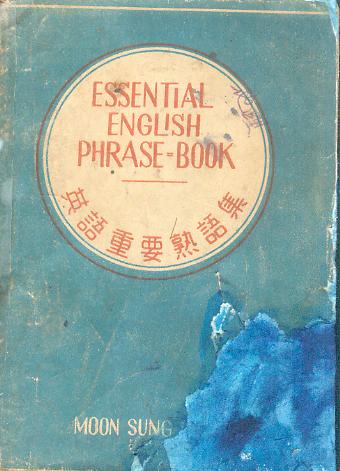 ESSENTIAL
ENGLISH
PHRASE-BOOK
英語重要熟語集
MOON SUNG